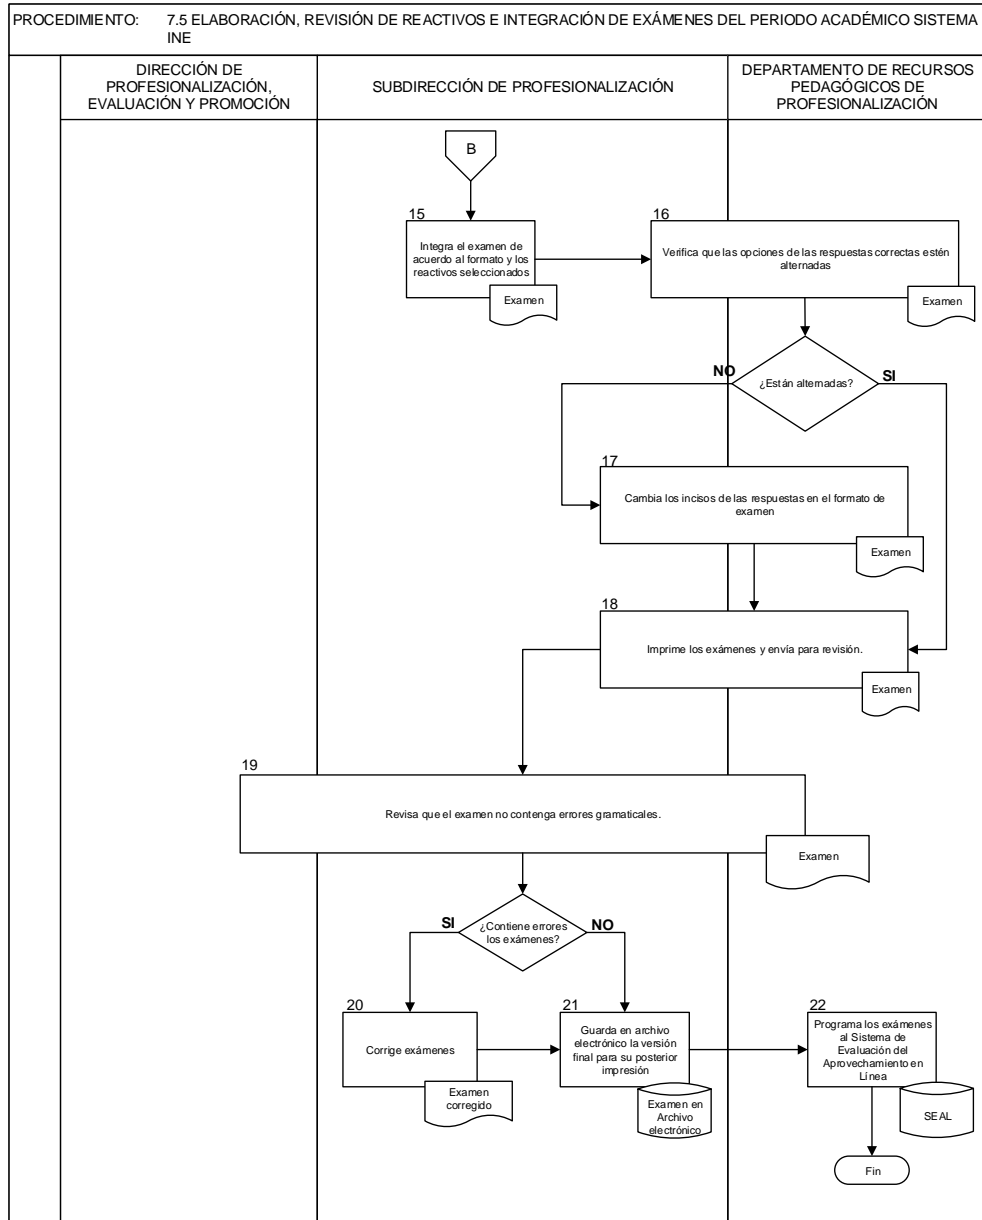 PROCEDIMIENTO: 7.5 ELABORACIÓN, REVISIÓN DE REACTIVOS E INTEGRACIÓN DE EXÁMENES DEL PERIODO ACADÉMICO SISTEMA
INE
DIRECCIÓN DE
PROFESIONALIZACIÓN,
EVALUACIÓN Y PROMOCIÓN
SUBDIRECCIÓN DE PROFESIONALIZACIÓN
DEPARTAMENTO DE RECURSOS
PEDAGÓGICOS DE
PROFESIONALIZACIÓN
B
15
Integra el examen de
acuerdo al formato y los
reactivos seleccionados
Examen
16
Verifica que las opciones de las respuestas correctas estén
alternadas
Examen
¿Están alternadas?
NO
SI
17
Cambia los incisos de las respuestas en el formato de
examen
Examen
18
Imprime los exámenes y envía para revisión.
Examen
19
Revisa que el examen no contenga errores gramaticales.
Examen
¿Contiene errores
los exámenes?
SI
NO
20
Corrige exámenes
Examen
corregido
21
Guarda en archivo
electrónico la versión
final para su posterior
impresión
Examen en
Archivo
electrónico
22
Programa los exámenes
al Sistema de
Evaluación del
Aprovechamiento en
Línea
SEAL
Fin